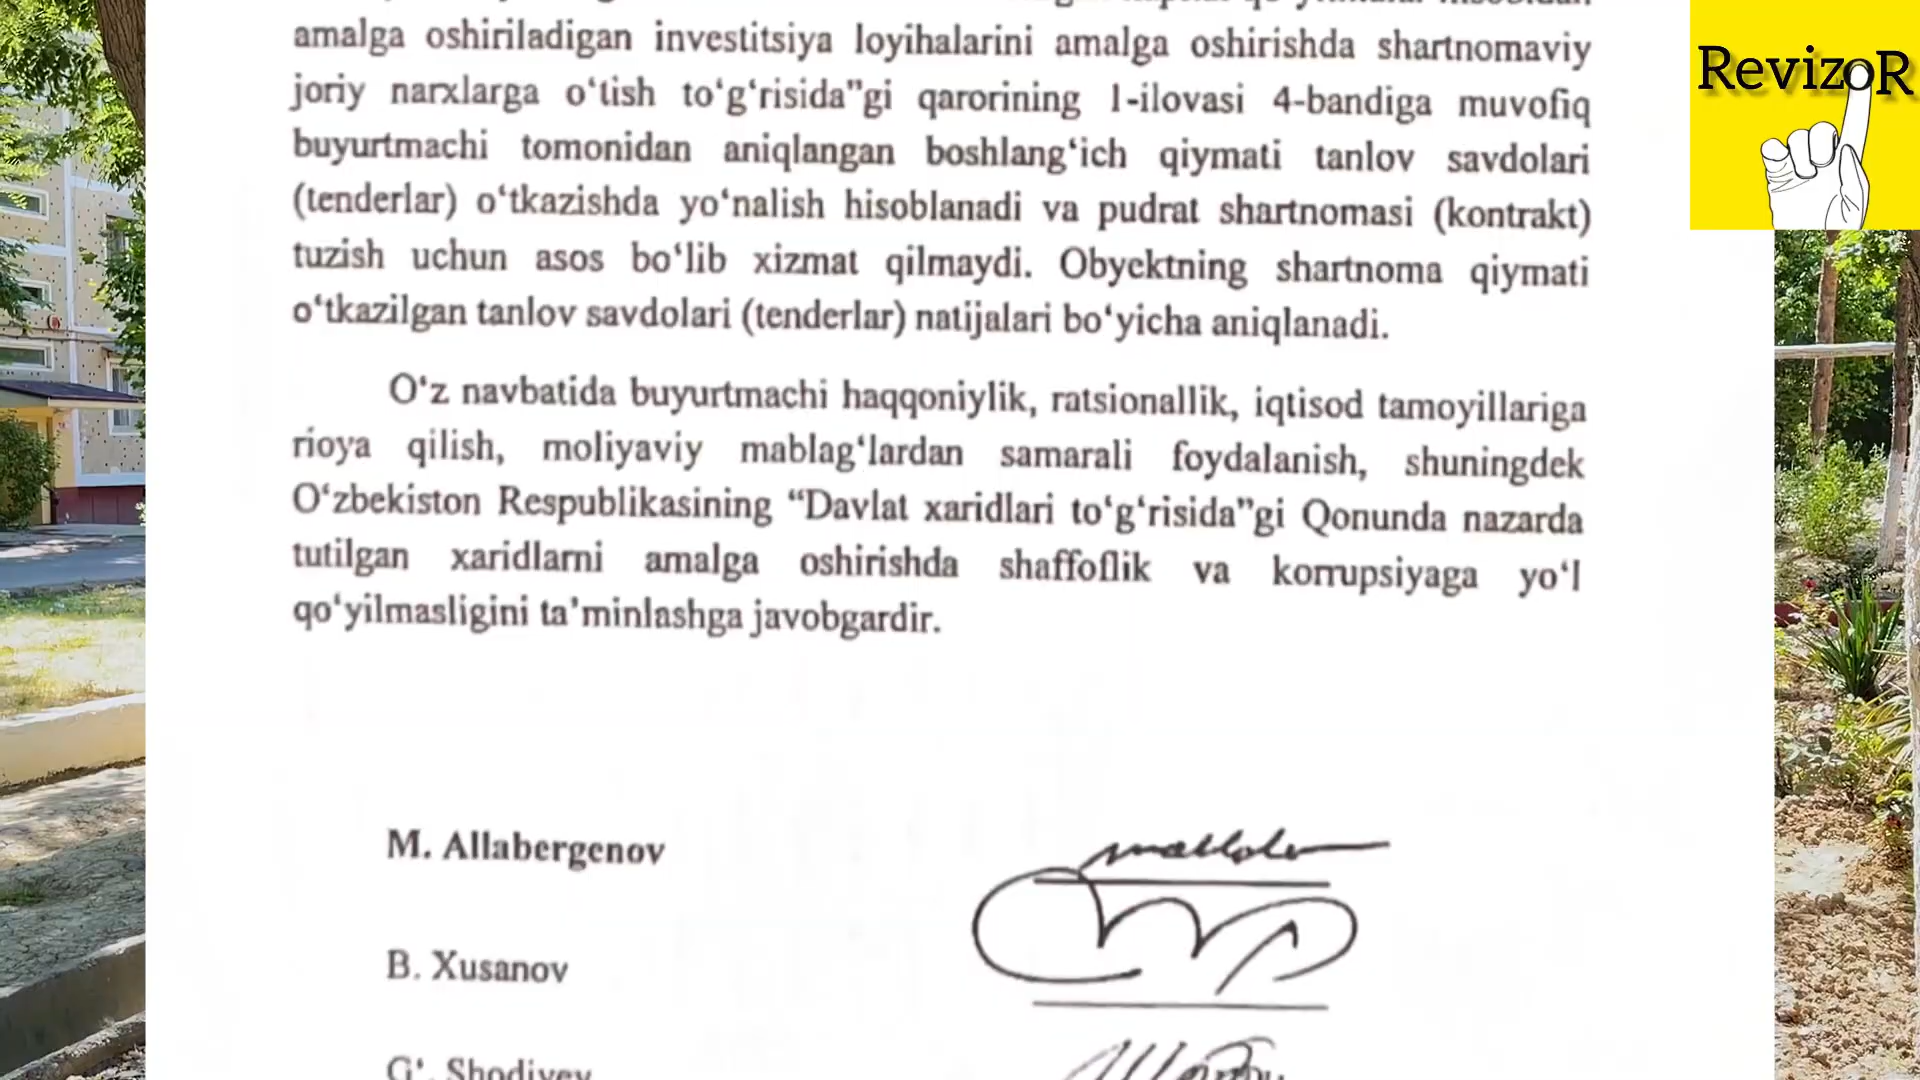 amalga oshiriladigan investitsiya loyihalarini amalga oshirishda shartnomaviy
joriy narxlarga o‘tish to‘g‘risida”gi qarorining 1-ilovasi 4-bandiga muvofiq
buyurtmachi tomonidan aniqlangan boshlang‘ich qiymati tanlov savdolari
(tenderlar) o‘tkazishda yo‘nalish hisoblanadi va pudrat shartnomasi (kontrakt)
tuzish uchun asos bo‘lib xizmat qilmaydi. Obyektning shartnoma qiymati
o‘tkazilgan tanlov savdolari (tenderlar) natijalari bo‘yicha aniqlanadi.
O‘z navbatida buyurtmachi haqqoniylik, ratsionallik, iqtisod tamoyillariga
rioya qilish, moliyaviy mablag‘lardan samarali foydalanish, shuningdek
O‘zbekiston Respublikasining “Davlat xaridlari to‘g‘risida”gi Qonunda nazarda
tutilgan xaridlarni amalga oshirishda shaffoflik va korrupsiyaga yo‘l
qo‘yilmasligini ta’minlashga javobgardir.
M. Allabergenov
B. Xusanov
G‘. Shodiyev
RevizoR